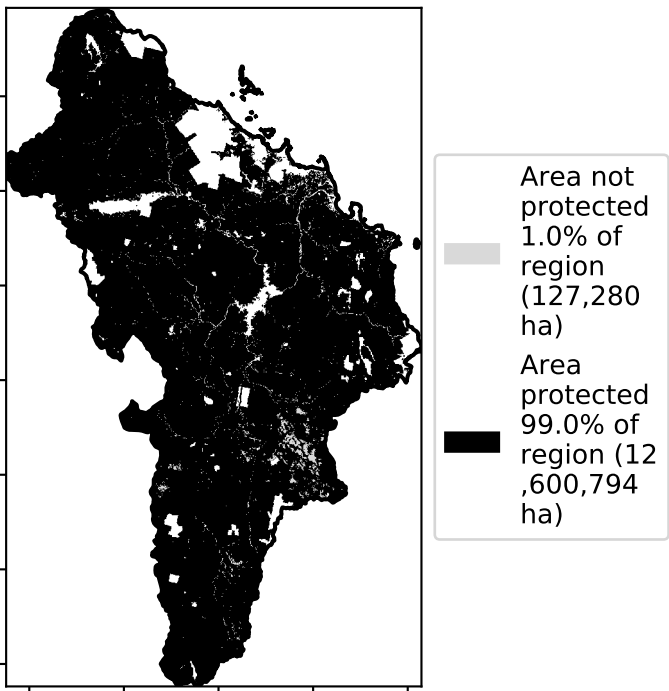 Area not
protected
1.0% of
region
(127,280
ha)
Area
protected
99.0% of
region (12
,600,794
ha)